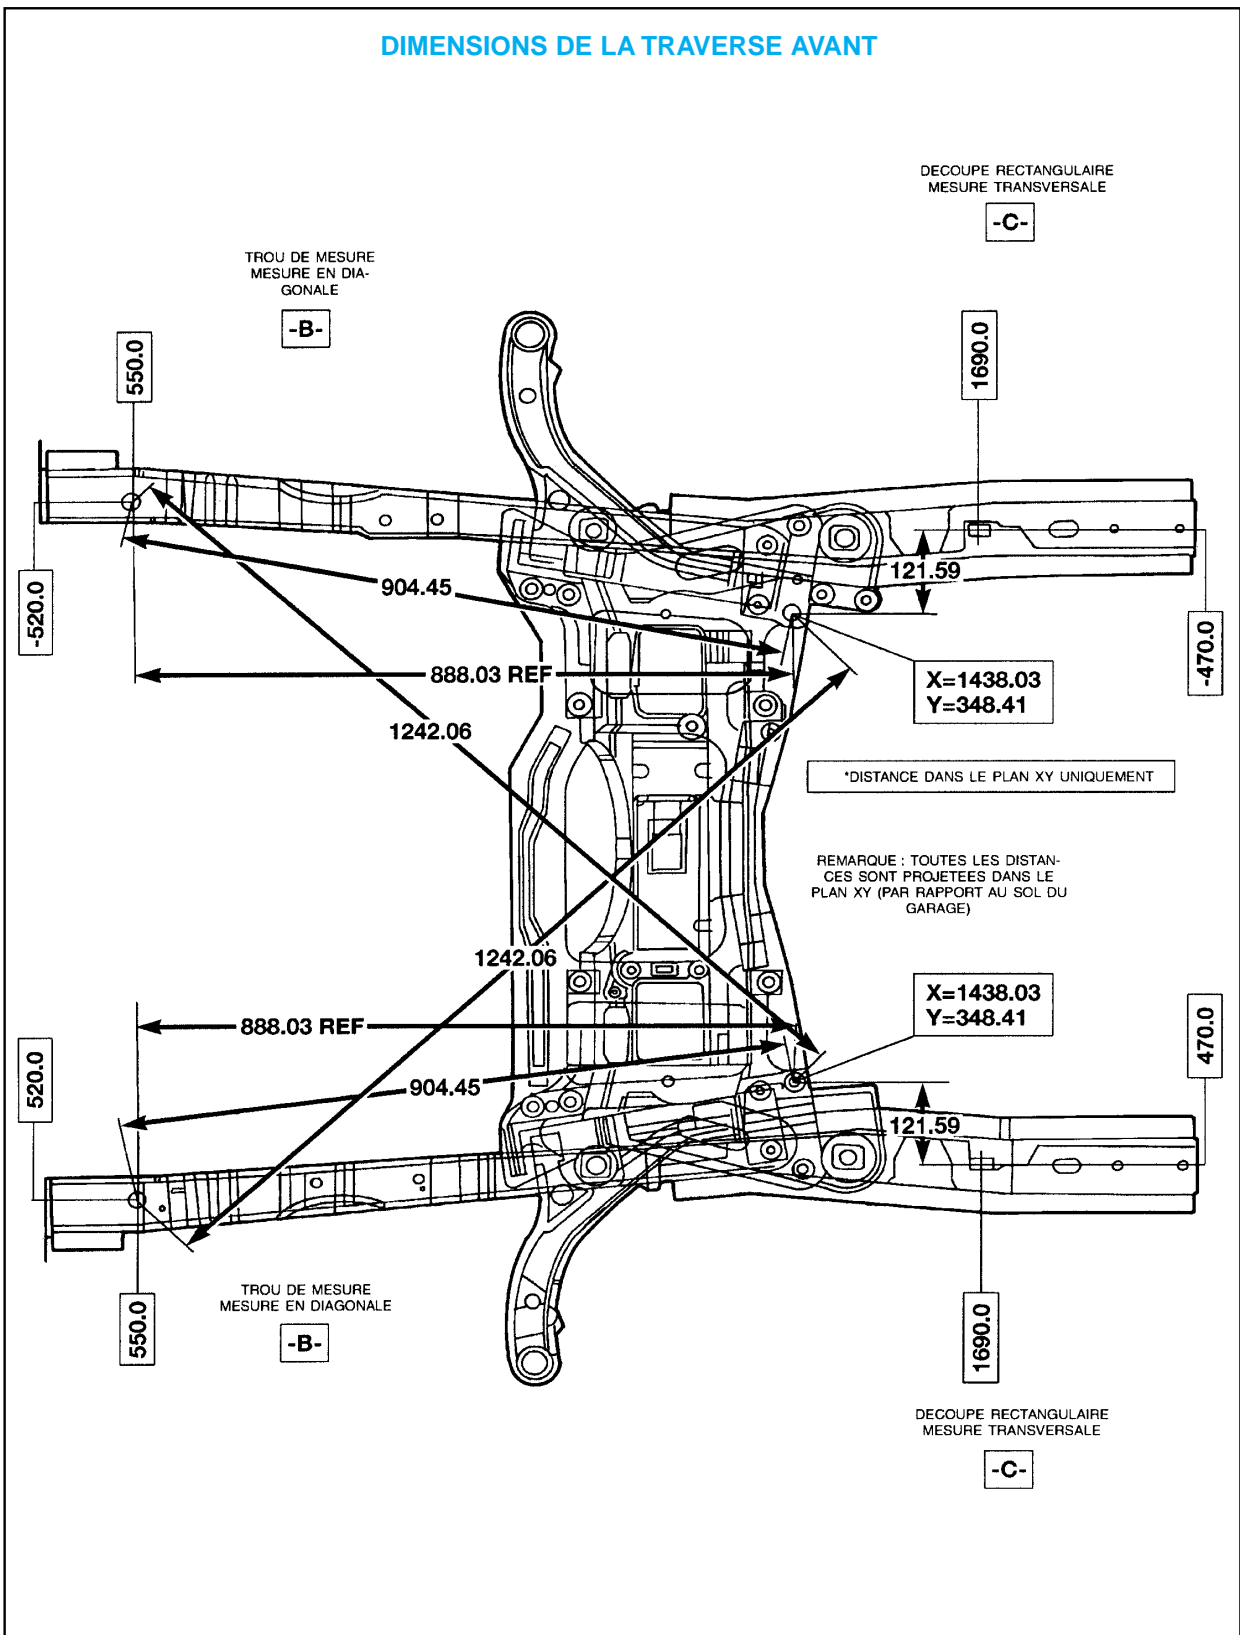 DIMENSIONS DE LA TRAVERSE AVANT
DECOUPE RECTANGULAIRE
MESURE TRANSVERSALE
-C-
TROU DE MESURE
MESURE EN DIA-
GONALE
-B-
550.0
1690.0
-520.0
904.45
121.59
-470.0
888.03 REF
X=1438.03
Y=348.41
1242.06
*DISTANCE DANS LE PLAN XY UNIQUEMENT
REMARQUE : TOUTES LES DISTAN-
CES SONT PROJETEES DANS LE
PLAN XY (PAR RAPPORT AU SOL DU
GARAGE)
1242.06
X=1438.03
Y=348.41
888.03 REF
520.0
470.0
904.45
121.59
TROU DE MESURE
MESURE EN DIAGONALE
-B-
550.0
1690.0
DECOUPE RECTANGULAIRE
MESURE TRANSVERSALE
-C-